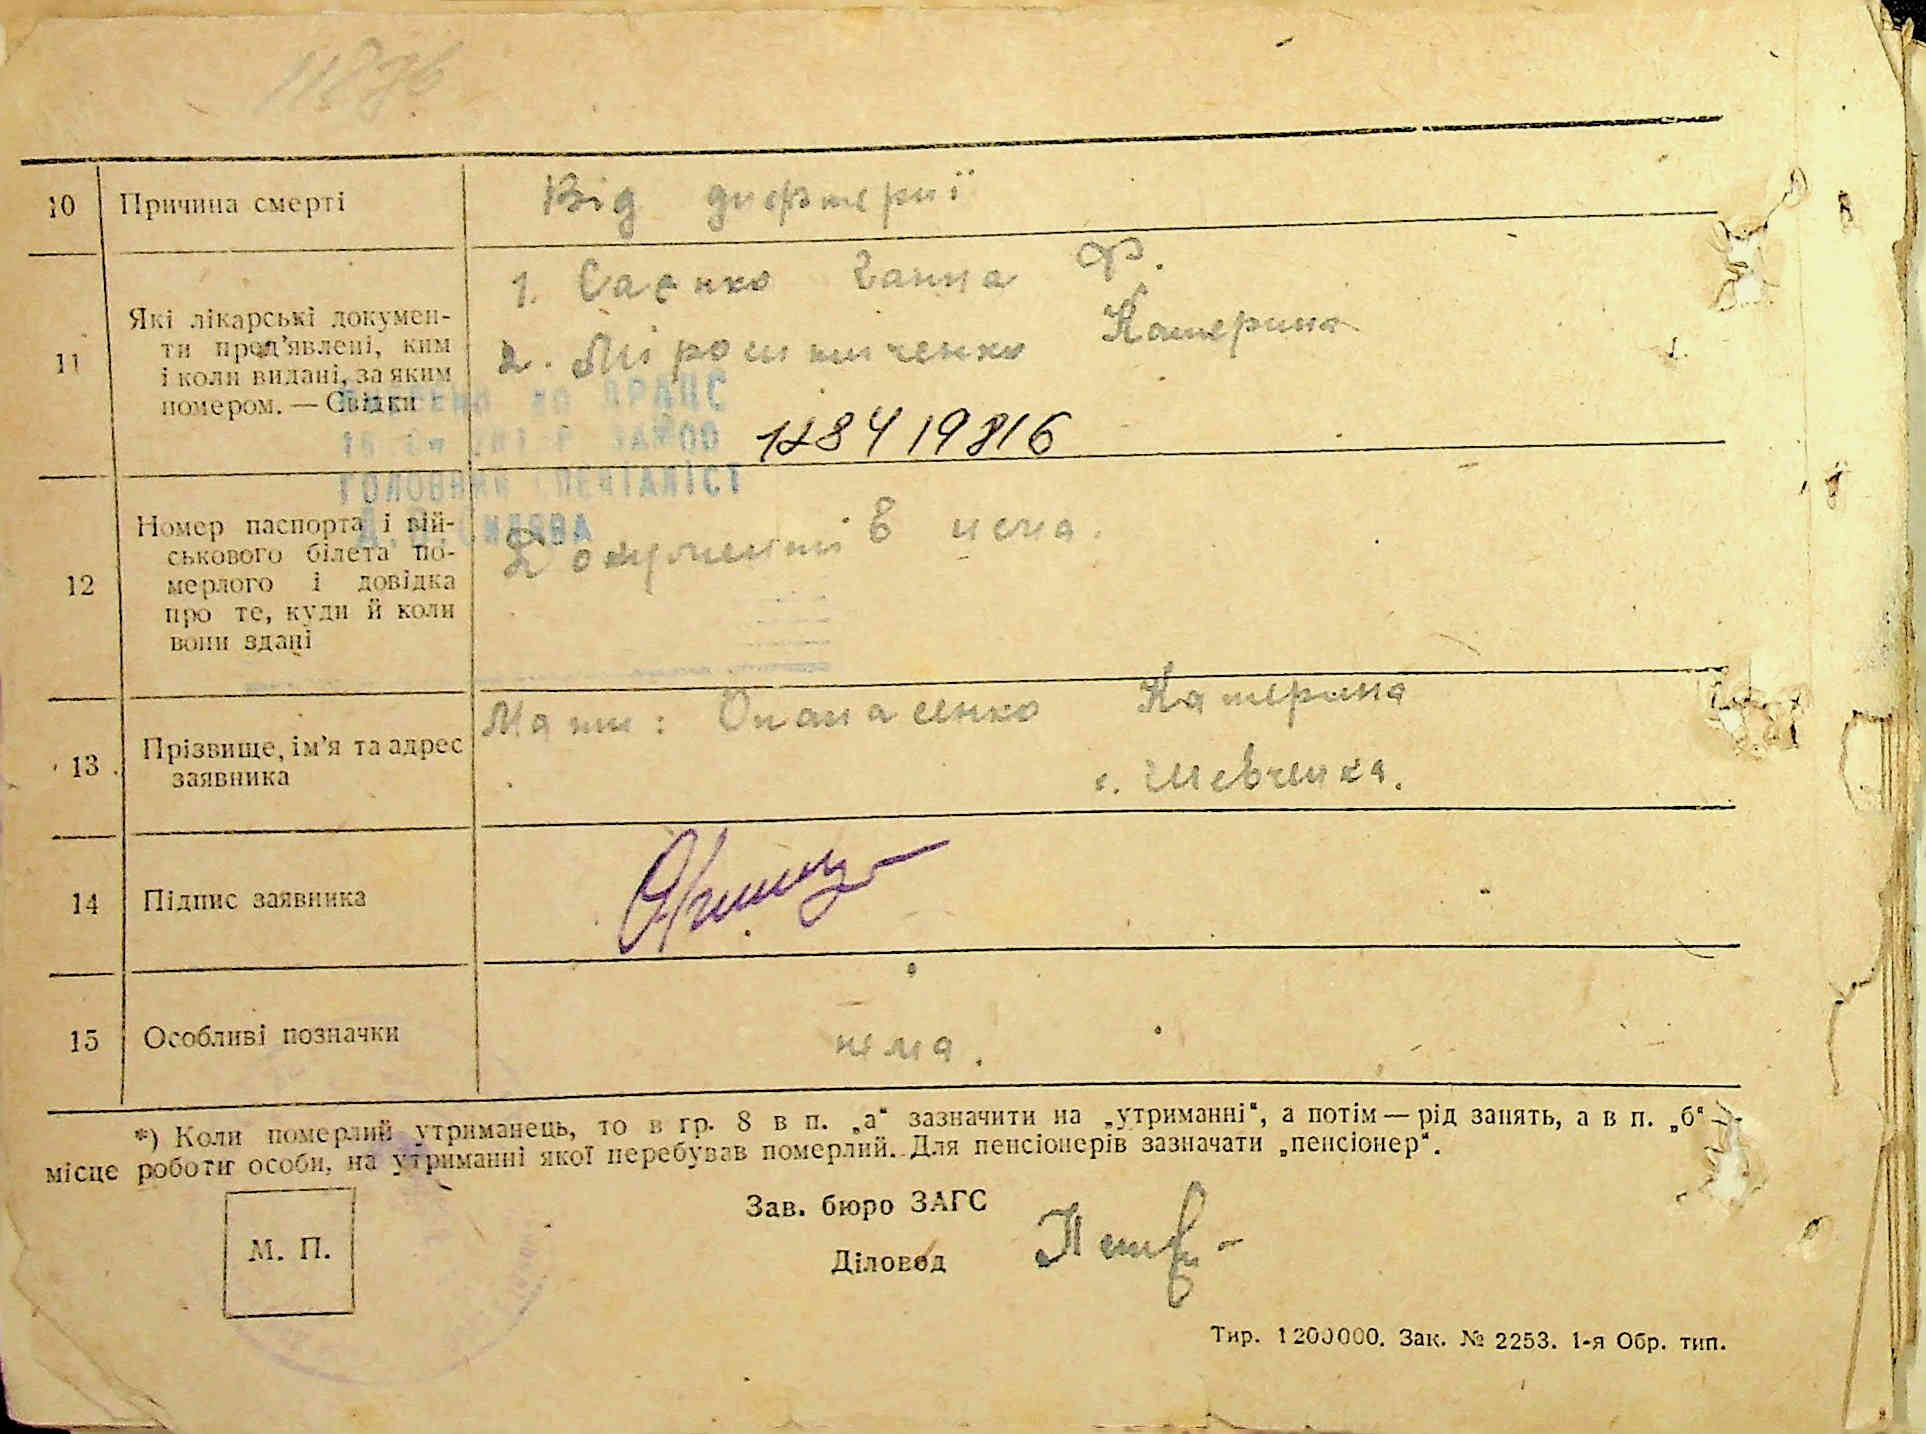 10 Причина смерті Від дифтерії
11 Які лікарські докумен-
ти пред'явлені, ким
і коли видані, за яким
номером. — Свідки
1. Саєнко Ганна Ф.
2. Мірошниченко Катерина
128419816
ДРАЦС
ГОЛОВНИЙ СПЕЦІАЛІСТ
12 Номер паспорта і вій-
ськового білета по-
мерлого і довідка
про те, куди й коли
вони здані
Документів нема.
13 Прізвище, ім'я та адрес
заявника
Мати: Опанасенко Катерина
с. Шевченка.
14 Підпис заявника
15 Особливі позначки нема.
*) Коли померлий утриманець, то в гр. 8 в п. „а“ зазначити на „утриманні“, а потім — рід занять, а в п. „б“ —
місце роботи особи, на утриманні якої перебував померлий. Для пенсіонерів зазначати „пенсіонер“.
Зав. бюро ЗАГС
М. П.
Діловод
Тир. 1200000. Зак. № 2253. 1-я Обр. тип.